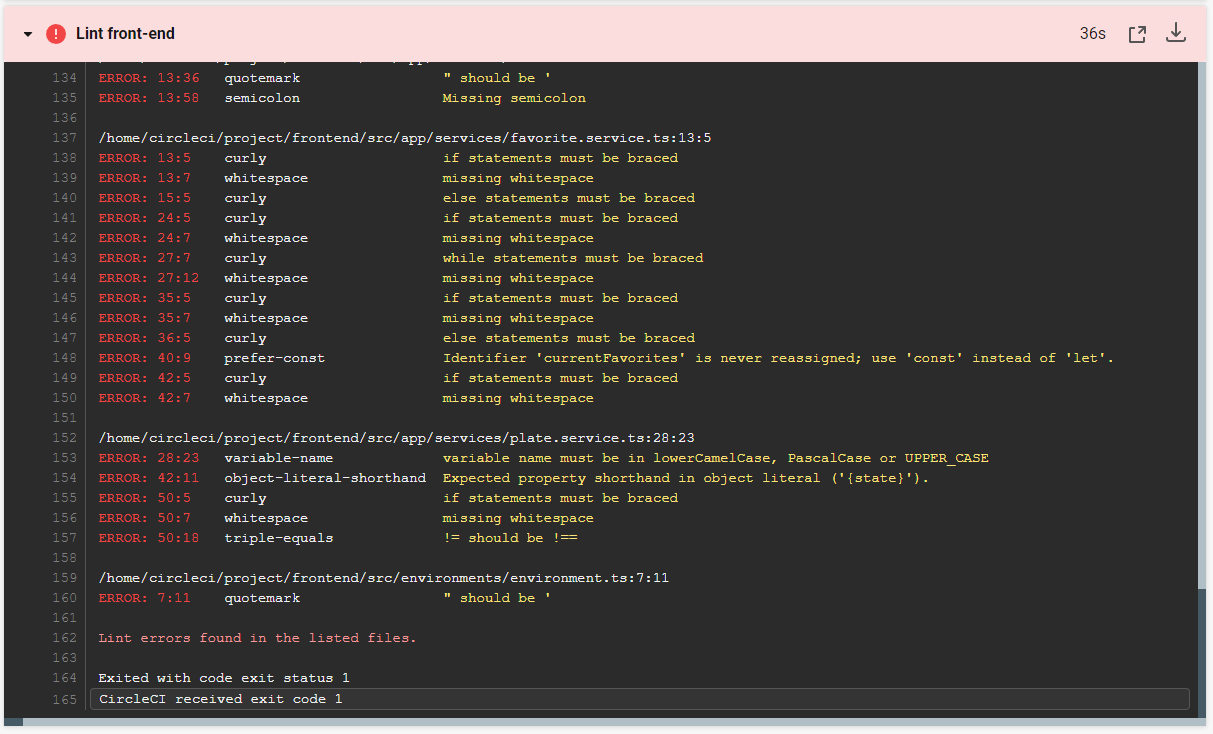 Lint front-end
36s
134 ERROR: 13:36 quotemark " should be '
135 ERROR: 13:58 semicolon Missing semicolon
136
137 /home/circleci/project/frontend/src/app/services/favorite.service.ts:13:5
138 ERROR: 13:5 curly if statements must be braced
139 ERROR: 13:7 whitespace missing whitespace
140 ERROR: 15:5 curly else statements must be braced
141 ERROR: 24:5 curly if statements must be braced
142 ERROR: 24:7 whitespace missing whitespace
143 ERROR: 27:7 curly while statements must be braced
144 ERROR: 27:12 whitespace missing whitespace
145 ERROR: 35:5 curly if statements must be braced
146 ERROR: 35:7 whitespace missing whitespace
147 ERROR: 36:5 curly else statements must be braced
148 ERROR: 40:9 prefer-const Identifier 'currentFavorites' is never reassigned; use 'const' instead of 'let'.
149 ERROR: 42:5 curly if statements must be braced
150 ERROR: 42:7 whitespace missing whitespace
151
152 /home/circleci/project/frontend/src/app/services/plate.service.ts:28:23
153 ERROR: 28:23 variable-name variable name must be in lowerCamelCase, PascalCase or UPPER_CASE
154 ERROR: 42:11 object-literal-shorthand Expected property shorthand in object literal ('{state}').
155 ERROR: 50:5 curly if statements must be braced
156 ERROR: 50:7 whitespace missing whitespace
157 ERROR: 50:18 triple-equals != should be !==
158
159 /home/circleci/project/frontend/src/environments/environment.ts:7:11
160 ERROR: 7:11 quotemark " should be '
161
162 Lint errors found in the listed files.
163
164 Exited with code exit status 1
165 CircleCI received exit code 1